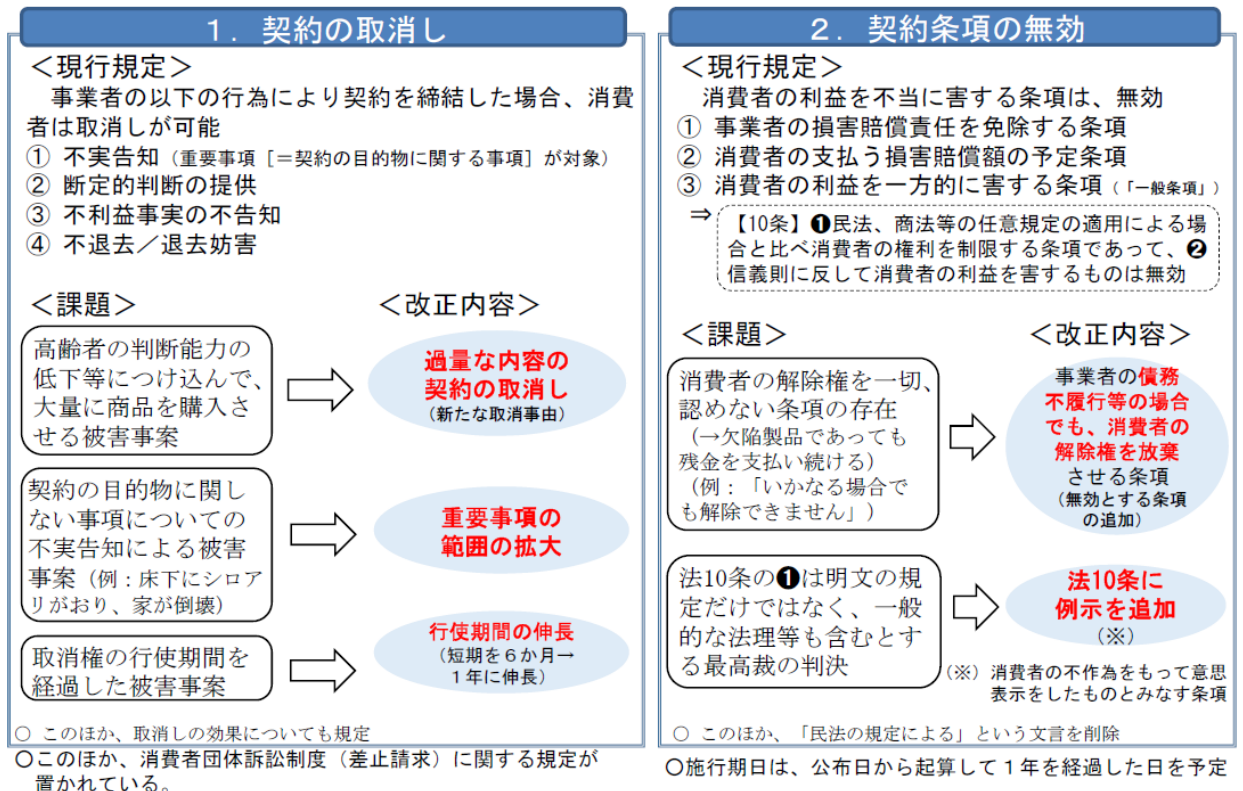 １．契約の取消し
＜現行規定＞
事業者の以下の行為により契約を締結した場合、消費
者は取消しが可能
① 不実告知（重要事項［＝契約の目的物に関する事項］が対象）
② 断定的判断の提供
③ 不利益事実の不告知
④ 不退去／退去妨害
＜課題＞
＜改正内容＞
高齢者の判断能力の
低下等につけ込んで、
大量に商品を購入さ
せる被害事案
過量な内容の
契約の取消し
（新たな取消事由）
契約の目的物に関し
ない事項についての
不実告知による被害
事案（例：床下にシロア
リがおり、家が倒壊）
重要事項の
範囲の拡大
取消権の行使期間を
経過した被害事案
行使期間の伸長
（短期を６か月→
１年に伸長）
○ このほか、取消しの効果についても規定
○このほか、消費者団体訴訟制度（差止請求）に関する規定が
置かれている。
２．契約条項の無効
＜現行規定＞
消費者の利益を不当に害する条項は、無効
① 事業者の損害賠償責任を免除する条項
② 消費者の支払う損害賠償額の予定条項
③ 消費者の利益を一方的に害する条項（「一般条項」）
⇒
【10条】❶民法、商法等の任意規定の適用による場
合と比べ消費者の権利を制限する条項であって、❷
信義則に反して消費者の利益を害するものは無効
＜課題＞
＜改正内容＞
消費者の解除権を一切、
認めない条項の存在
（→欠陥製品であっても
残金を支払い続ける）
（例：「いかなる場合で
も解除できません」）
事業者の債務
不履行等の場合
でも、消費者の
解除権を放棄
させる条項
（無効とする条項
の追加）
法10条の❶は明文の規
定だけではなく、一般
的な法理等も含むとす
る最高裁の判決
法10条に
例示を追加
（※）
（※）消費者の不作為をもって意思
表示をしたものとみなす条項
○ このほか、「民法の規定による」という文言を削除
○施行期日は、公布日から起算して１年を経過した日を予定